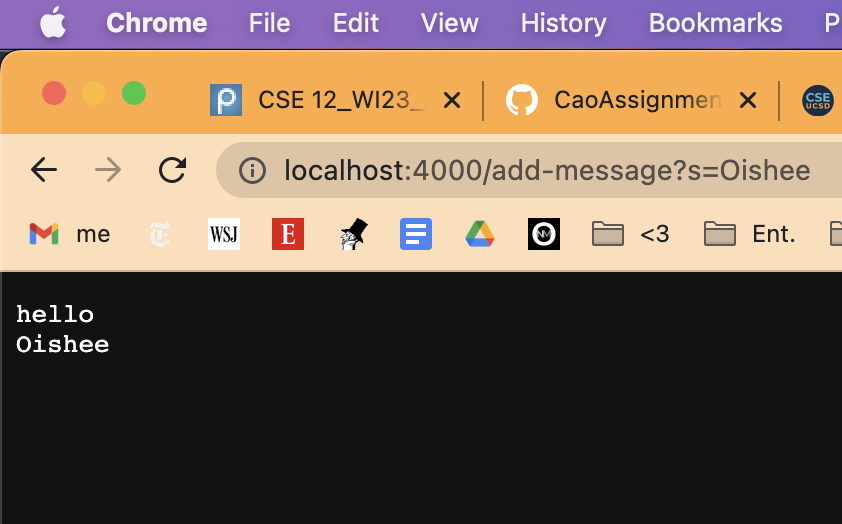 Chrome File Edit View History Bookmarks P
CSE 12_WI23_ CaoAssignmen CSE
UCSD
localhost:4000/add-message?s=Oishee
me WSJ E NM <3 Ent.
hello
Oishee